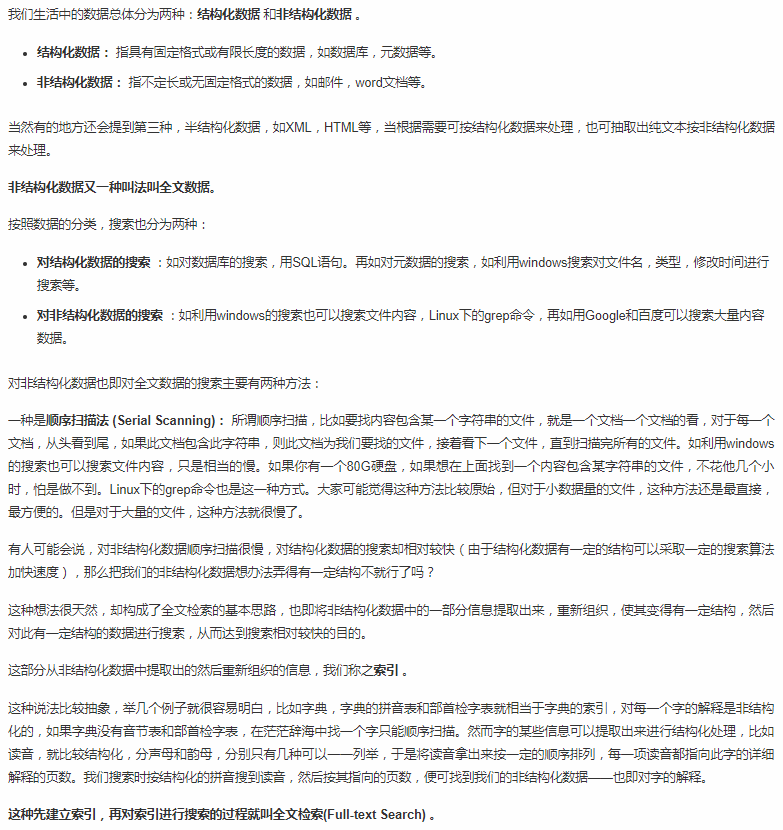 我们生活中的数据总体分为两种：结构化数据 和非结构化数据 。
结构化数据： 指具有固定格式或有限长度的数据，如数据库，元数据等。
非结构化数据： 指不定长或无固定格式的数据，如邮件，word文档等。
当然有的地方还会提到第三种，半结构化数据，如XML，HTML等，当根据需要可按结构化数据来处理，也可抽取出纯文本按非结构化数据
来处理。
非结构化数据又一种叫法叫全文数据。
按照数据的分类，搜索也分为两种：
对结构化数据的搜索 ：如对数据库的搜索，用SQL语句。再如对元数据的搜索，如利用windows搜索对文件名，类型，修改时间进行
搜索等。
对非结构化数据的搜索 ：如利用windows的搜索也可以搜索文件内容，Linux下的grep命令，再如用Google和百度可以搜索大量内容
数据。
对非结构化数据也即对全文数据的搜索主要有两种方法：
一种是顺序扫描法 (Serial Scanning)： 所谓顺序扫描，比如要找内容包含某一个字符串的文件，就是一个文档一个文档的看，对于每一个
文档，从头看到尾，如果此文档包含此字符串，则此文档为我们要找的文件，接着看下一个文件，直到扫描完所有的文件。如利用windows
的搜索也可以搜索文件内容，只是相当的慢。如果你有一个80G硬盘，如果想在上面找到一个内容包含某字符串的文件，不花他几个小
时，怕是做不到。Linux下的grep命令也是这一种方式。大家可能觉得这种方法比较原始，但对于小数据量的文件，这种方法还是最直接，
最方便的。但是对于大量的文件，这种方法就很慢了。
有人可能会说，对非结构化数据顺序扫描很慢，对结构化数据的搜索却相对较快（由于结构化数据有一定的结构可以采取一定的搜索算法
加快速度），那么把我们的非结构化数据想办法弄得有一定结构不就行了吗？
这种想法很天然，却构成了全文检索的基本思路，也即将非结构化数据中的一部分信息提取出来，重新组织，使其变得有一定结构，然后
对此有一定结构的数据进行搜索，从而达到搜索相对较快的目的。
这部分从非结构化数据中提取出的然后重新组织的信息，我们称之索引 。
这种说法比较抽象，举几个例子就很容易明白，比如字典，字典的拼音表和部首检字表就相当于字典的索引，对每一个字的解释是非结构
化的，如果字典没有音节表和部首检字表，在茫茫辞海中找一个字只能顺序扫描。然而字的某些信息可以提取出来进行结构化处理，比如
读音，就比较结构化，分声母和韵母，分别只有几种可以一一列举，于是将读音拿出来按一定的顺序排列，每一项读音都指向此字的详细
解释的页数。我们搜索时按结构化的拼音搜到读音，然后按其指向的页数，便可找到我们的非结构化数据——也即对字的解释。
这种先建立索引，再对索引进行搜索的过程就叫全文检索(Full-text Search) 。